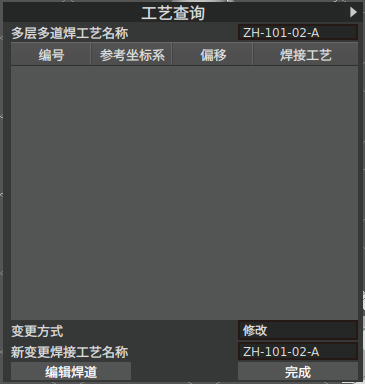 工艺查询
多层多道焊工艺名称 ZH-101-02-A
编号 参考坐标系 偏移 焊接工艺
变更方式 修改
新变更焊接工艺名称 ZH-101-02-A
编辑焊道 完成